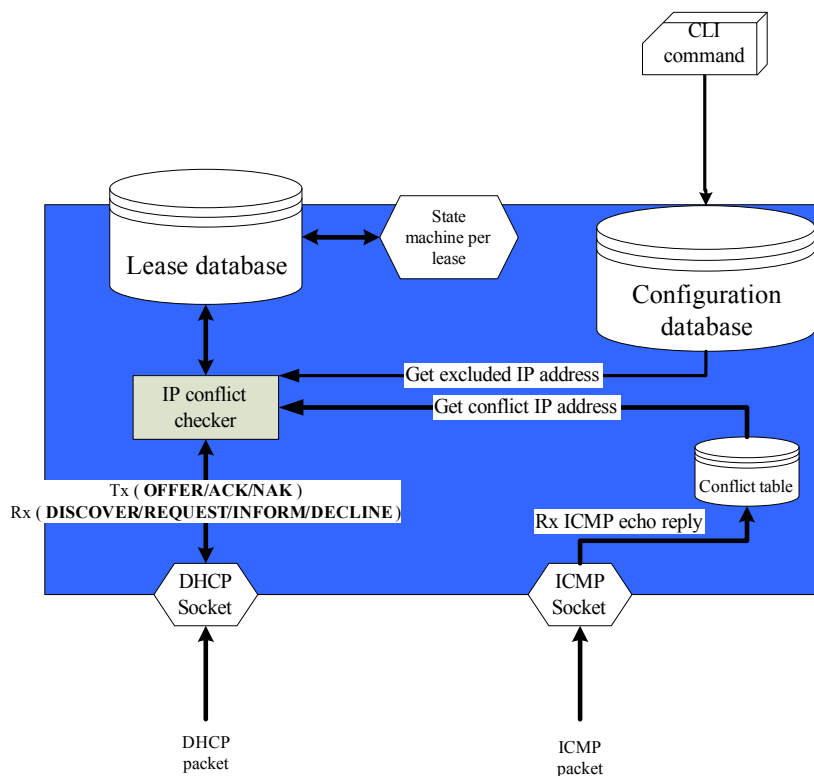 CLI
command
State
machine per
lease
Lease database
Configuration
database
Get excluded IP address
IP conflict
checker
Get conflict IP address
Conflict table
Tx ( OFFER/ACK/NAK )
Rx ( DISCOVER/REQUEST/INFORM/DECLINE )
Rx ICMP echo reply
DHCP
Socket
ICMP
Socket
DHCP
packet
ICMP
packet